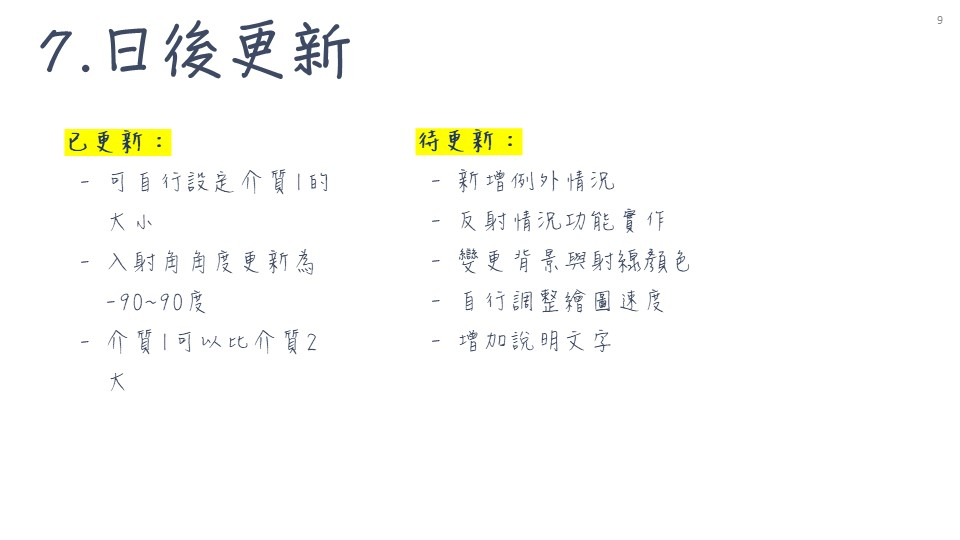 9
7.日後更新
已更新：
- 可自行設定介質1的
大小
- 入射角角度更新為
-90~90度
- 介質1可以比介質2
大
待更新：
- 新增例外情況
- 反射情況功能實作
- 變更背景與射線顏色
- 自行調整繪圖速度
- 增加說明文字